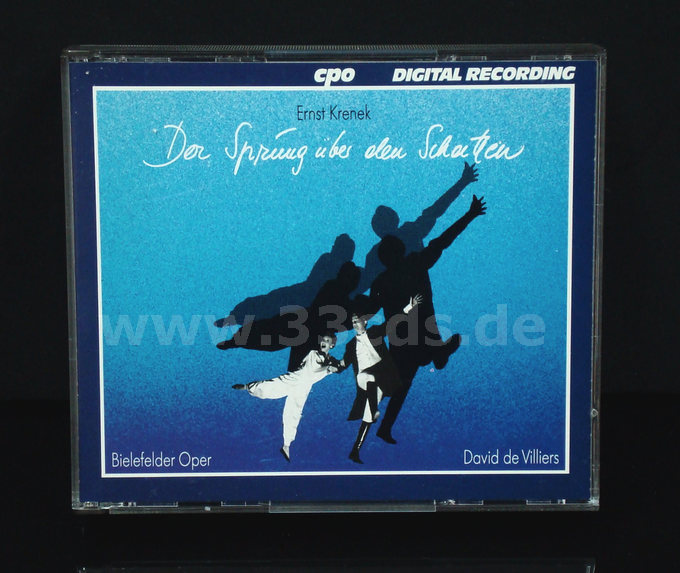 cpo DIGITAL RECORDING
Ernst Krenek
Der Sprung über den Schatten
www.33cds.de
Bielefelder Oper David de Villiers